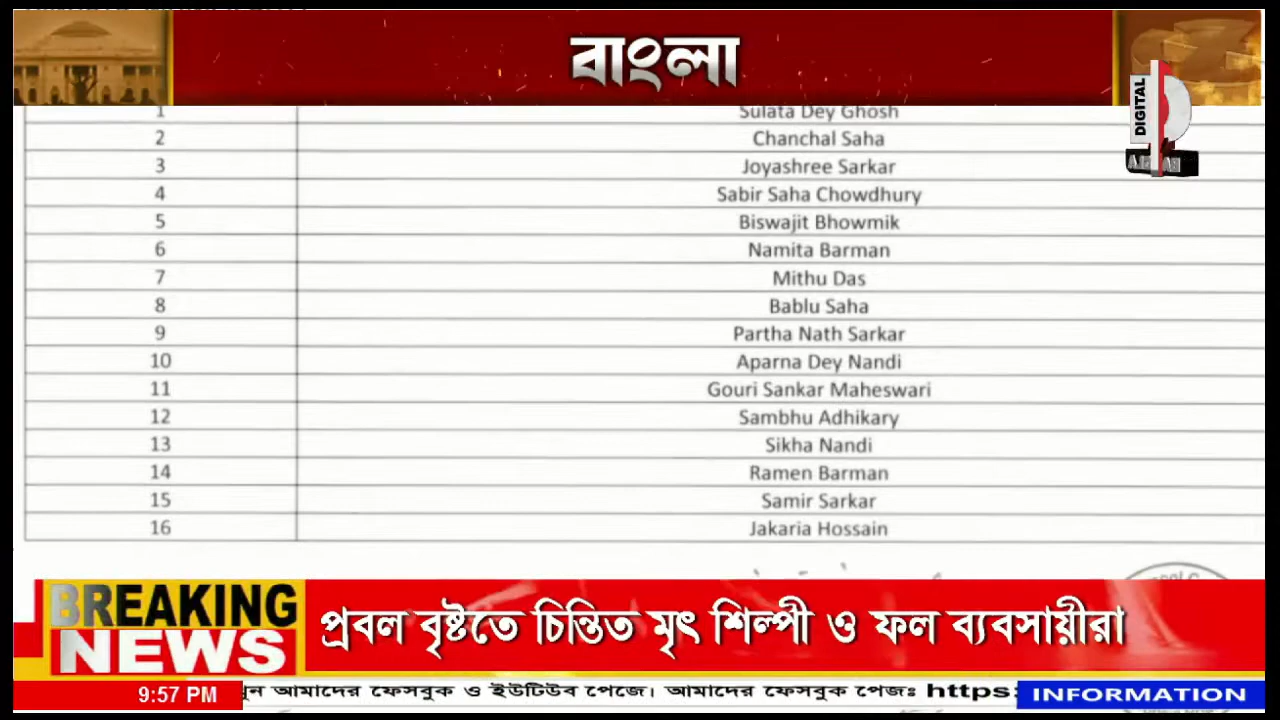 বাংলা
DIGITAL
1 Sulata Dey Ghosh
2 Chanchal Saha
3 Joyashree Sarkar
4 Sabir Saha Chowdhury
5 Biswajit Bhowmik
6 Namita Barman
7 Mithu Das
8 Bablu Saha
9 Partha Nath Sarkar
10 Aparna Dey Nandi
11 Gouri Sankar Maheswari
12 Sambhu Adhikary
13 Sikha Nandi
14 Ramen Barman
15 Samir Sarkar
16 Jakaria Hossain
BREAKING
NEWS
প্রবল বৃষ্টতে চিন্তিত মৃৎ শিল্পী ও ফল ব্যবসায়ীরা
9:57 PM
আমাদের ফেসবুক ও ইউটিউব পেজে। আমাদের ফেসবুক পেজঃ https:
INFORMATION